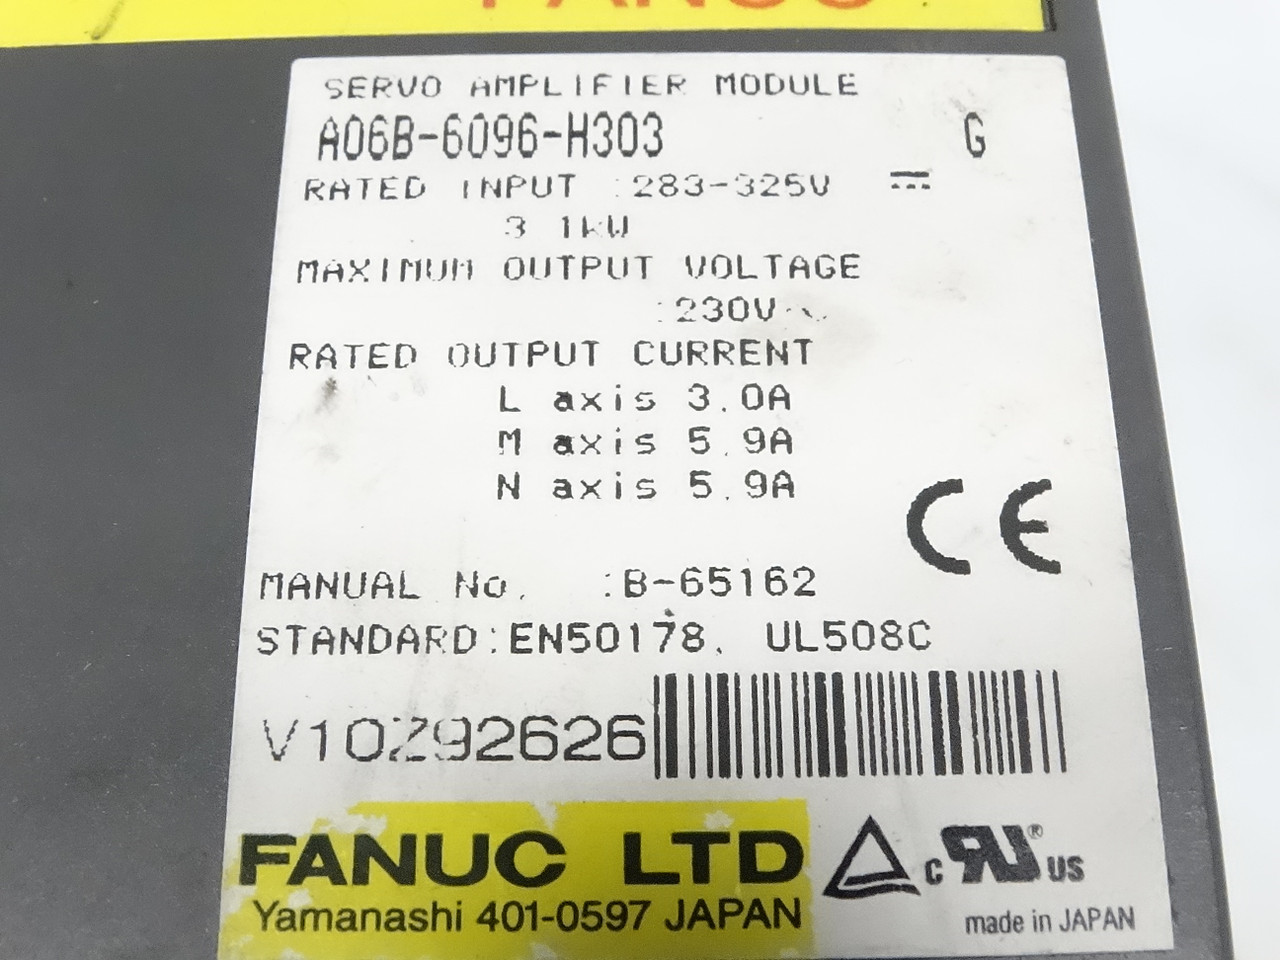 FANUC
SERVO AMPLIFIER MODULE
A06B-6096-H303 G
RATED INPUT :283-325V ⎓
3.1kW
MAXIMUM OUTPUT VOLTAGE
:230V~
RATED OUTPUT CURRENT
L axis 3.0A
M axis 5.9A
N axis 5.9A
CE
MANUAL No. :B-65162
STANDARD:EN50178. UL508C
V10Z92626
FANUC LTD
Yamanashi 401-0597 JAPAN
c RU® US
made in JAPAN